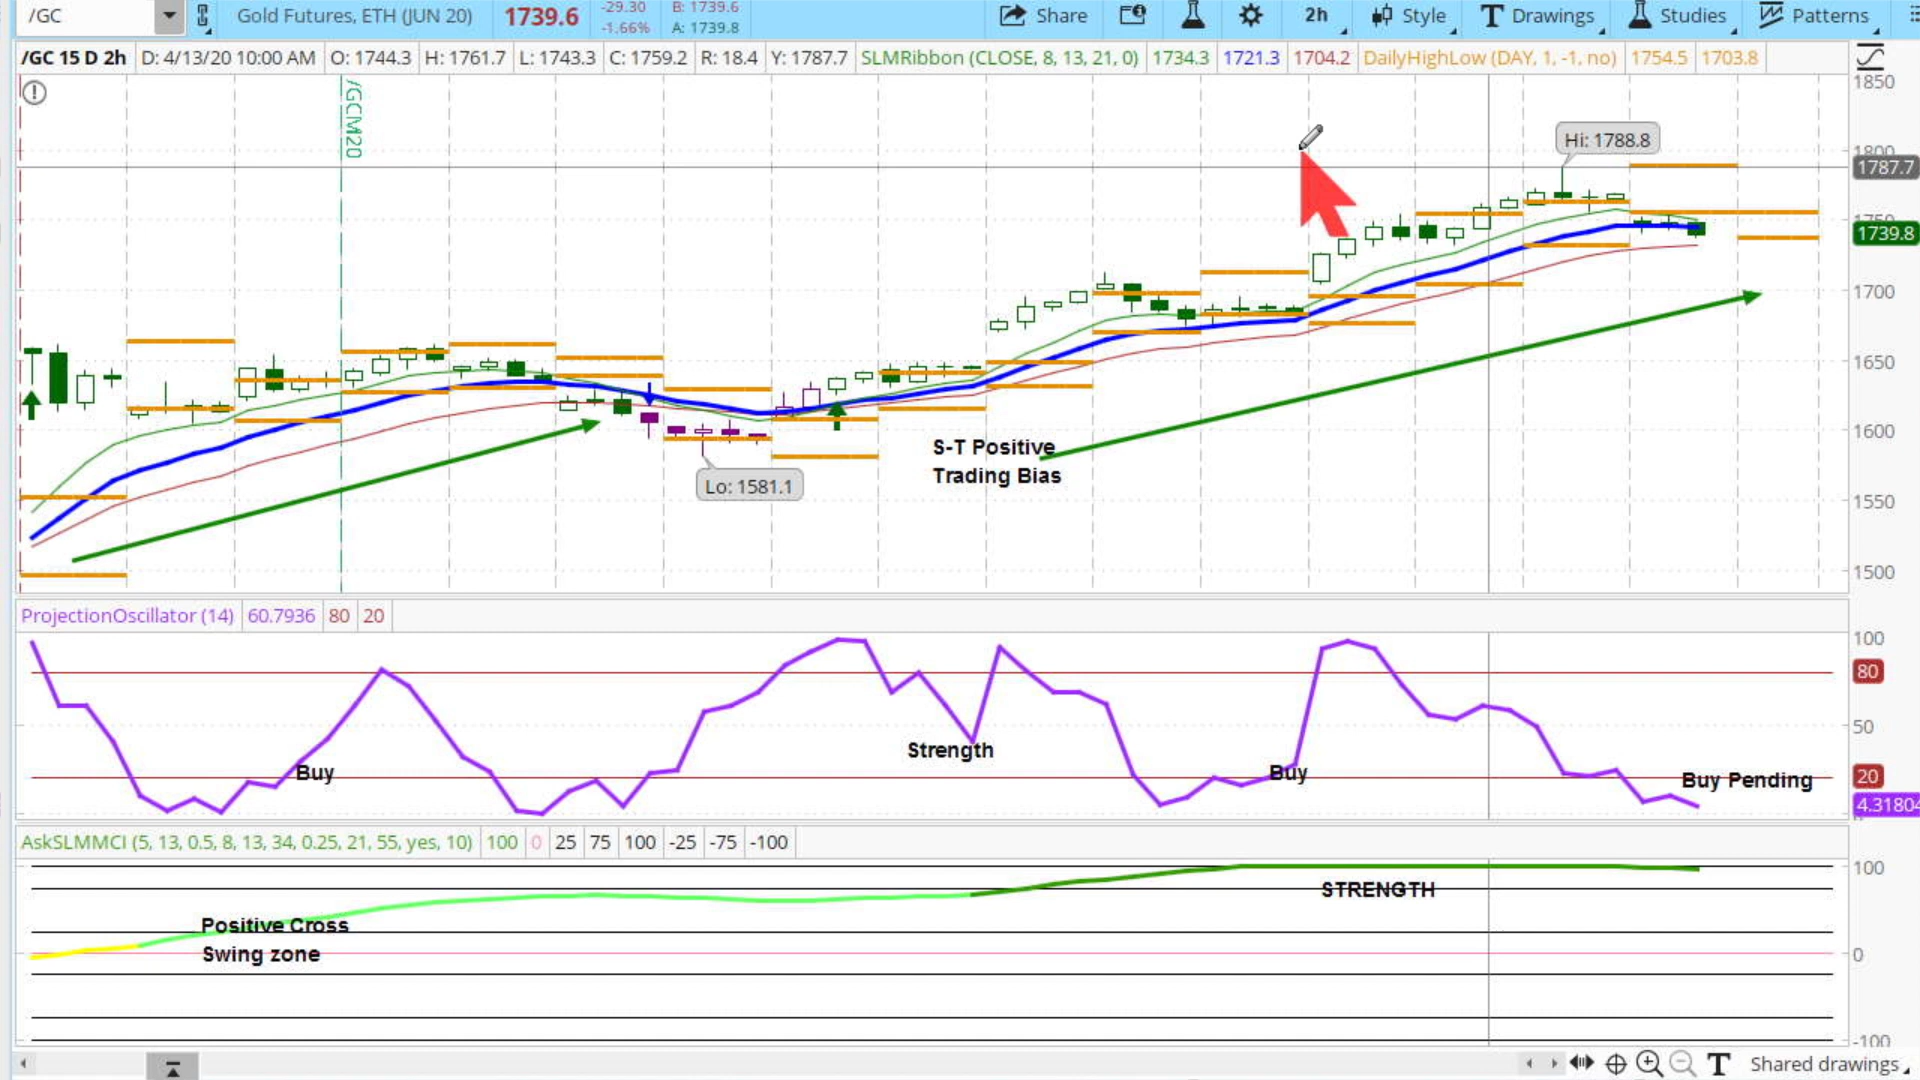 /GC
Gold Futures, ETH (JUN 20)
1739.6
-29.30
-1.66%
B: 1739.6
A: 1739.8
Share
2h
Style
Drawings
Studies
Patterns
/GC 15 D 2h
D: 4/13/20 10:00 AM
O: 1744.3
H: 1761.7
L: 1743.3
C: 1759.2
R: 18.4
Y: 1787.7
SLMRibbon (CLOSE, 8, 13, 21, 0)
1734.3
1721.3
1704.2
DailyHighLow (DAY, 1, -1, no)
1754.5
1703.8
/GCM20
Hi: 1788.8
Lo: 1581.1
S-T Positive
Trading Bias
1850
1800
1787.7
1750
1739.8
1700
1650
1600
1550
1500
ProjectionOscillator (14)
60.7936
80
20
Buy
Strength
Buy
Buy Pending
100
80
50
20
4.31804
AskSLMMCI (5, 13, 0.5, 8, 13, 34, 0.25, 21, 55, yes, 10)
100
0
25
75
100
-25
-75
-100
Positive Cross
Swing zone
STRENGTH
100
0
-100
Shared drawings